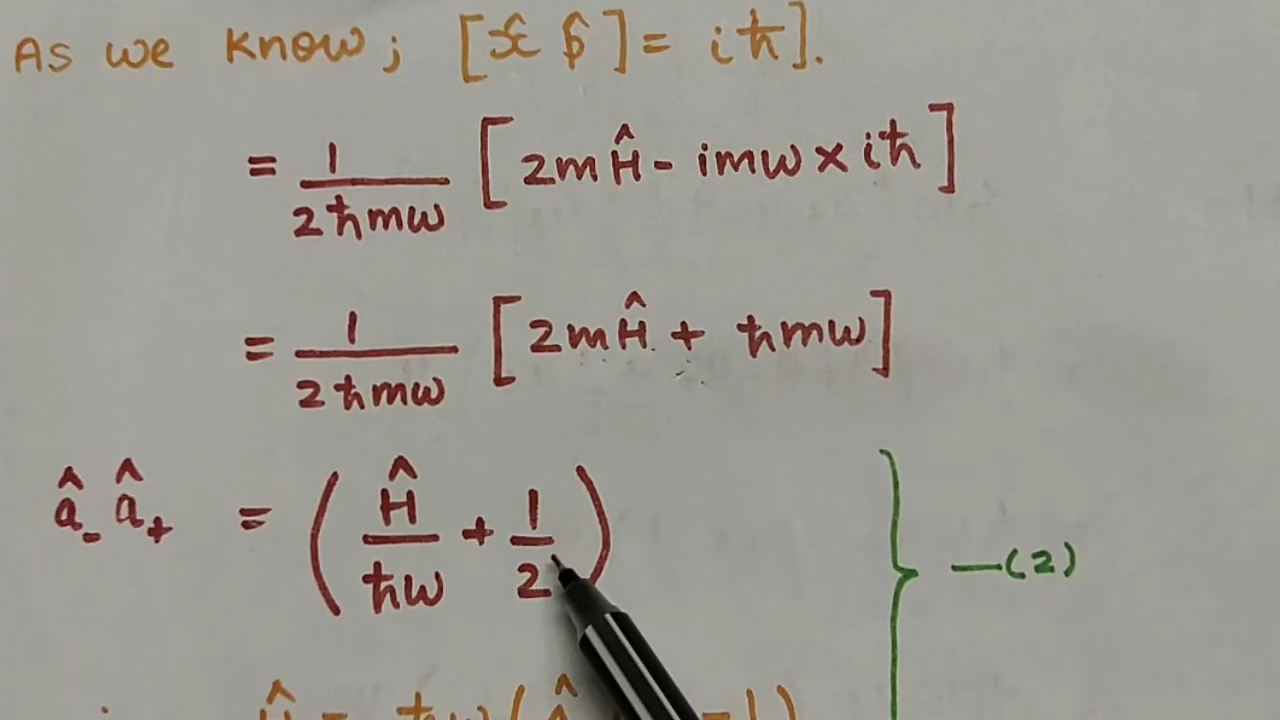 As we know; [x̂ p̂] = iħ].
= 1/2ħmω [2mĤ - imω × iħ]
= 1/2ħmω [2mĤ + ħmω]
â₋ â₊ = (Ĥ/ħω + 1/2) —(2)